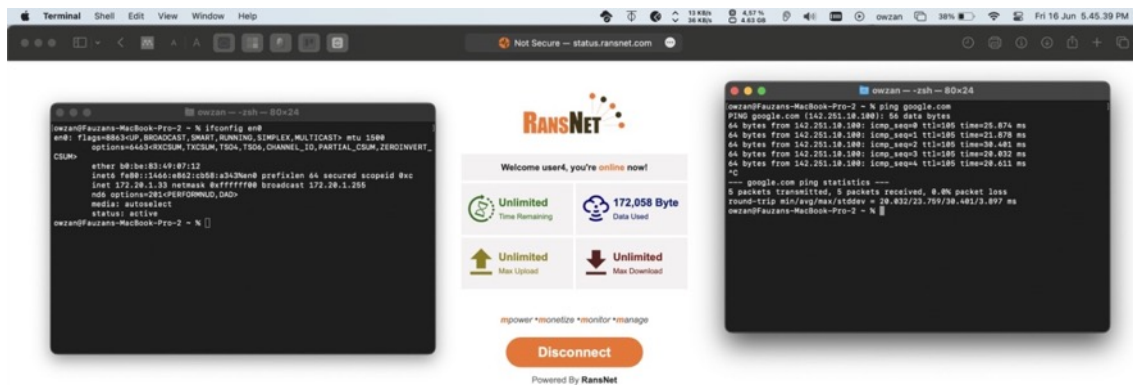 Terminal Shell Edit View Window Help
13 KB/s
36 KB/s
4.57 %
4.63 GB
owzan
38%
Fri 16 Jun 5.45.39 PM
Not Secure — status.ransnet.com
owzan — -zsh — 80×24
owzan@Fauzans-MacBook-Pro-2 ~ % ifconfig en0
en0: flags=8863<UP,BROADCAST,SMART,RUNNING,SIMPLEX,MULTICAST> mtu 1500
options=6463<RXCSUM,TXCSUM,TSO4,TSO6,CHANNEL_IO,PARTIAL_CSUM,ZEROINVERT_
CSUM>
ether b0:be:83:49:07:12
inet6 fe80::1466:e862:cb58:a343%en0 prefixlen 64 secured scopeid 0xc
inet 172.20.1.33 netmask 0xffffff00 broadcast 172.20.1.255
nd6 options=201<PERFORMNUD,DAD>
media: autoselect
status: active
owzan@Fauzans-MacBook-Pro-2 ~ %
RANSNET
Welcome user4, you're online now!
Unlimited
Time Remaining
172,058 Byte
Data Used
Unlimited
Max Upload
Unlimited
Max Download
mpower •monetize •monitor •manage
Disconnect
Powered By RansNet
owzan — -zsh — 80×24
owzan@Fauzans-MacBook-Pro-2 ~ % ping google.com
PING google.com (142.251.10.100): 56 data bytes
64 bytes from 142.251.10.100: icmp_seq=0 ttl=105 time=25.874 ms
64 bytes from 142.251.10.100: icmp_seq=1 ttl=105 time=21.878 ms
64 bytes from 142.251.10.100: icmp_seq=2 ttl=105 time=30.401 ms
64 bytes from 142.251.10.100: icmp_seq=3 ttl=105 time=20.032 ms
64 bytes from 142.251.10.100: icmp_seq=4 ttl=105 time=20.611 ms
^C
--- google.com ping statistics ---
5 packets transmitted, 5 packets received, 0.0% packet loss
round-trip min/avg/max/stddev = 20.032/23.759/30.401/3.897 ms
owzan@Fauzans-MacBook-Pro-2 ~ %